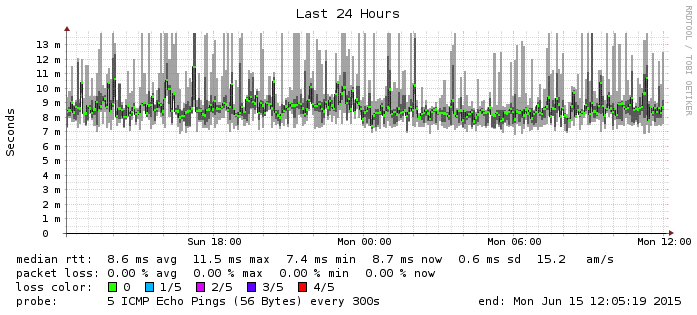 Last 24 Hours
RRDTOOL / TOBI OETIKER
Seconds
13 m
12 m
11 m
10 m
9 m
8 m
7 m
6 m
5 m
4 m
3 m
2 m
1 m
0
Sun 18:00 Mon 00:00 Mon 06:00 Mon 12:00
median rtt: 8.6 ms avg 11.5 ms max 7.4 ms min 8.7 ms now 0.6 ms sd 15.2 am/s
packet loss: 0.00 % avg 0.00 % max 0.00 % min 0.00 % now
loss color: 0 1/5 2/5 3/5 4/5
probe: 5 ICMP Echo Pings (56 Bytes) every 300s end: Mon Jun 15 12:05:19 2015